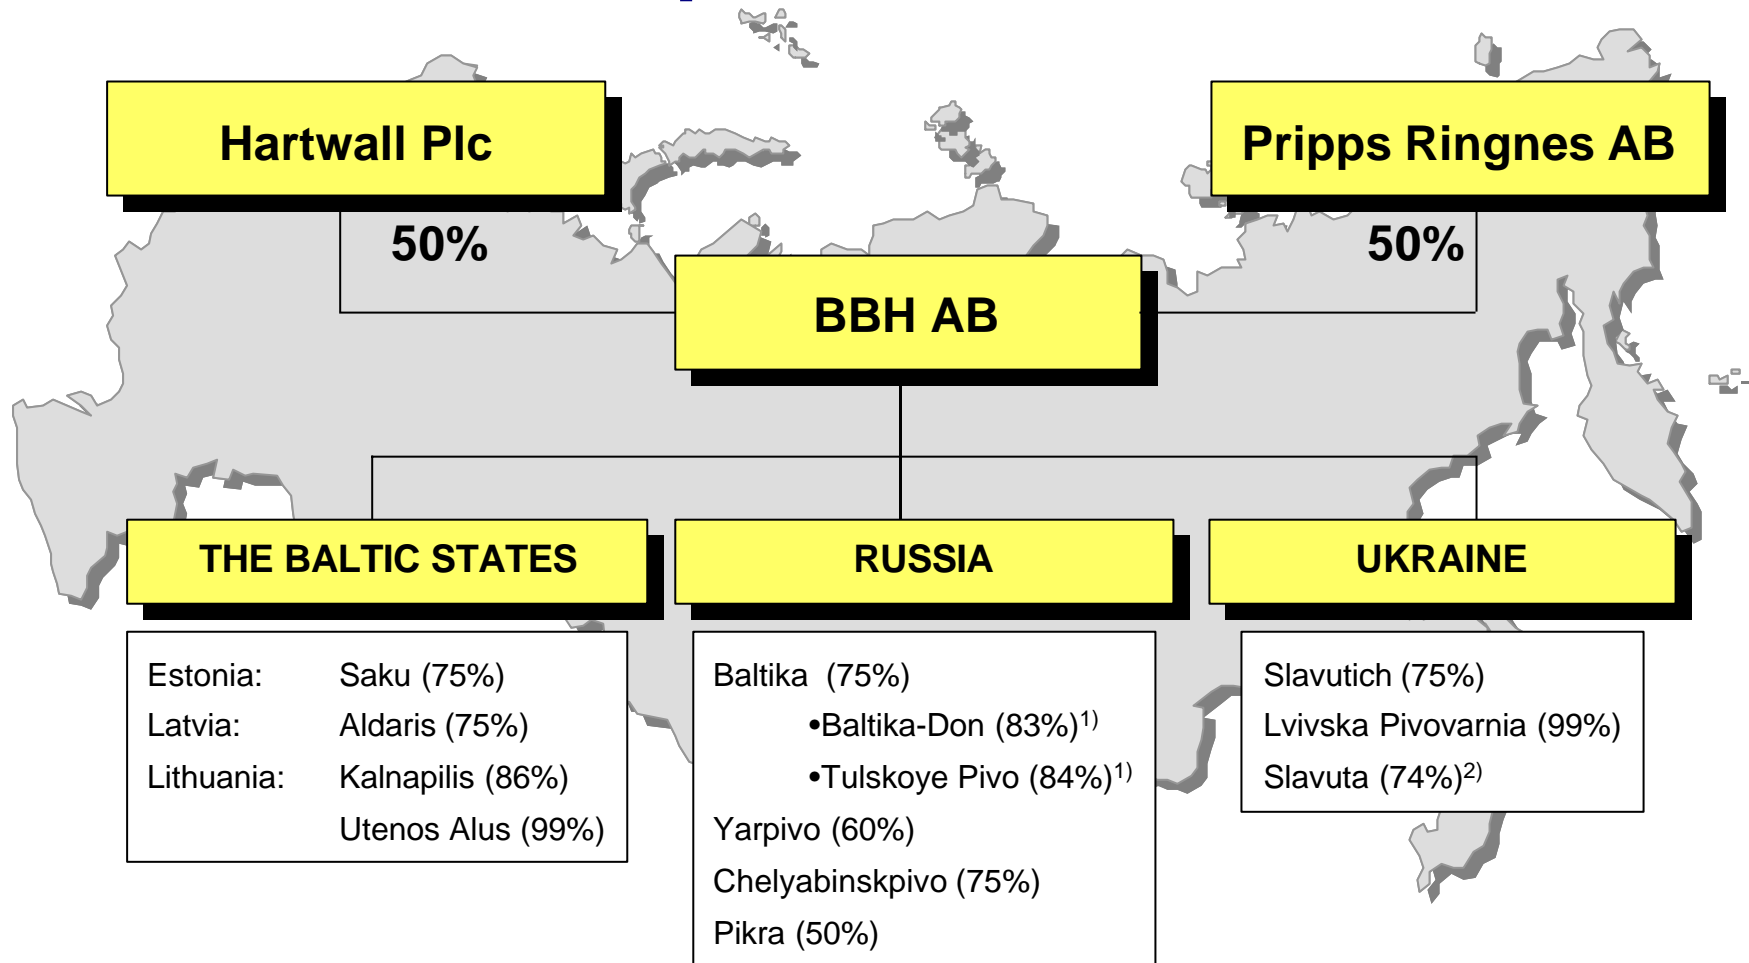 Hartwall Plc
Pripps Ringnes AB
50%
50%
BBH AB
THE BALTIC STATES
RUSSIA
UKRAINE
Estonia: Saku (75%)
Latvia: Aldaris (75%)
Lithuania: Kalnapilis (86%)
Utenos Alus (99%)
Baltika (75%)
•Baltika-Don (83%)1)
•Tulskoye Pivo (84%)1)
Yarpivo (60%)
Chelyabinskpivo (75%)
Pikra (50%)
Slavutich (75%)
Lvivska Pivovarnia (99%)
Slavuta (74%)2)